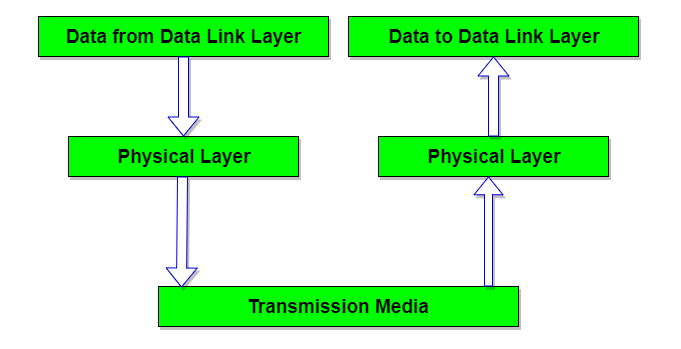 Data from Data Link Layer
Data to Data Link Layer
Physical Layer
Physical Layer
Transmission Media